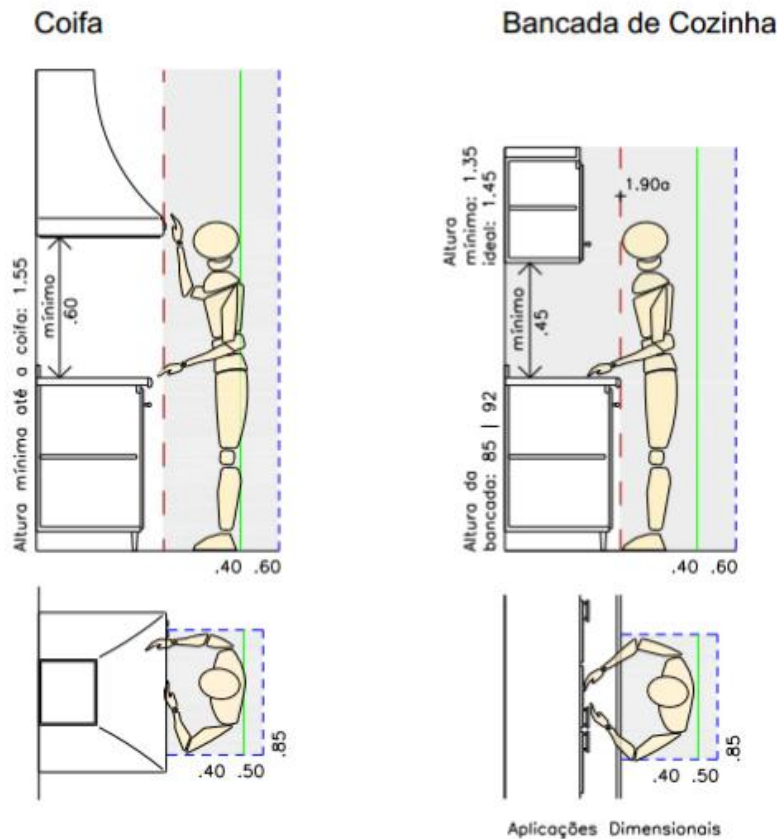 Coifa
Altura mínima até a coifa: 1.55
mínimo
.60
.40 .60
.40 .50
.85
Bancada de Cozinha
Altura
mínima: 1.35
ideal: 1.45
1.90a
mínimo
.45
Altura da
bancada: 85 | 92
.40 .60
.40 .50
.85
Aplicações Dimensionais